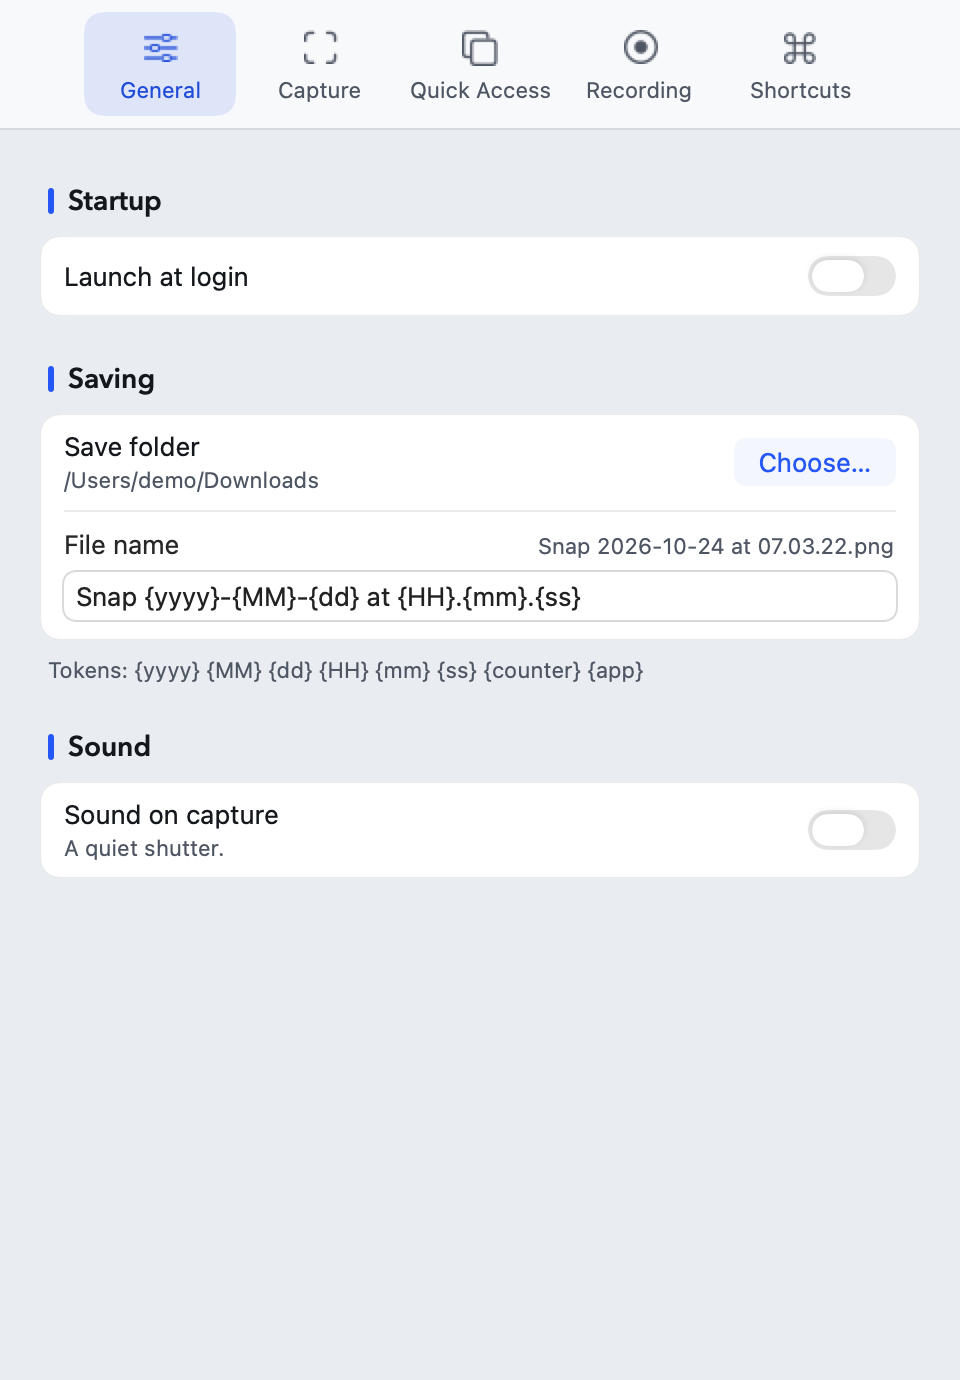 General
Capture
Quick Access
Recording
Shortcuts
Startup
Launch at login
Saving
Save folder
/Users/demo/Downloads
Choose...
File name
Snap 2026-10-24 at 07.03.22.png
Snap {yyyy}-{MM}-{dd} at {HH}.{mm}.{ss}
Tokens: {yyyy} {MM} {dd} {HH} {mm} {ss} {counter} {app}
Sound
Sound on capture
A quiet shutter.